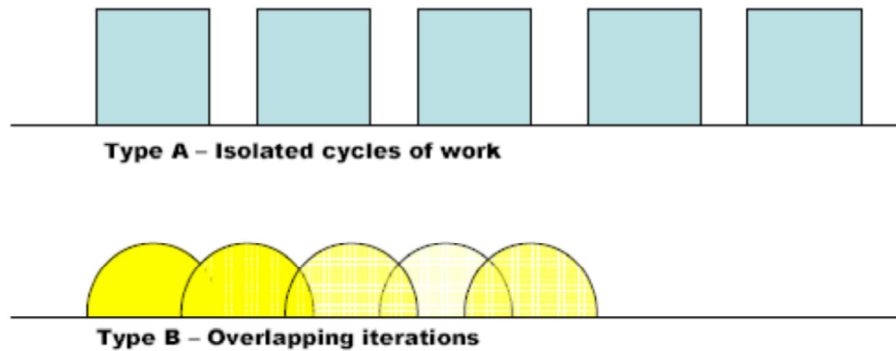 Type A – Isolated cycles of work
Type B – Overlapping iterations